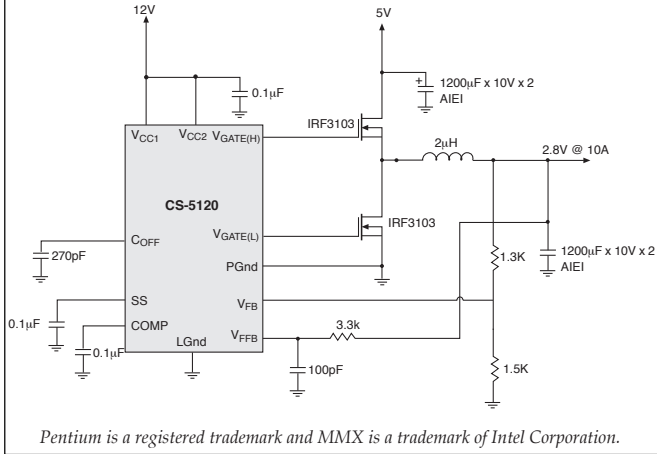 12V
5V
0.1µF
+
1200µF x 10V x 2
AIEI
IRF3103
2µH
2.8V @ 10A
VCC1
VCC2
VGATE(H)
CS-5120
COFF
VGATE(L)
IRF3103
270pF
PGnd
1.3K
1200µF x 10V x 2
AIEI
SS
VFB
0.1µF
COMP
VFFB
3.3k
0.1µF
LGnd
100pF
1.5K
Pentium is a registered trademark and MMX is a trademark of Intel Corporation.